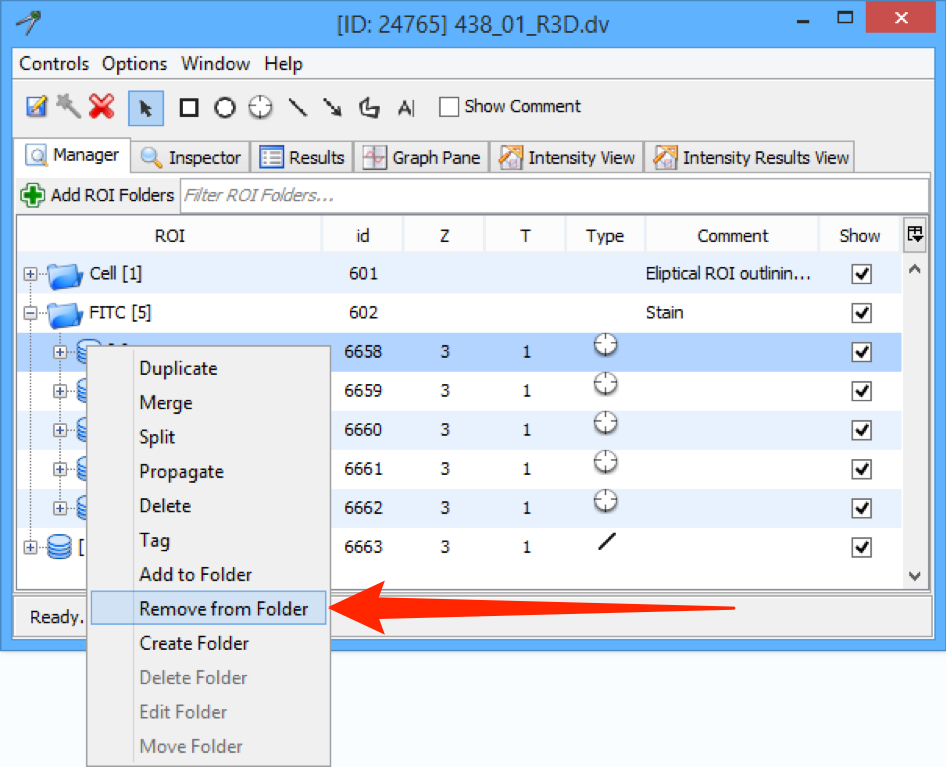 [ID: 24765] 438_01_R3D.dv
Controls Options Window Help
A Show Comment
Manager Inspector Results Graph Pane Intensity View Intensity Results View
Add ROI Folders Filter ROI Folders...
ROI id Z T Type Comment Show
Cell [1] 601 Eliptical ROI outlinin...
FITC [5] 602 Stain
6658 3 1
Duplicate
6659 3 1
Merge
6660 3 1
Split
6661 3 1
Propagate
6662 3 1
Delete
[ 6663 3 1
Tag
Add to Folder
Ready. Remove from Folder
Create Folder
Delete Folder
Edit Folder
Move Folder